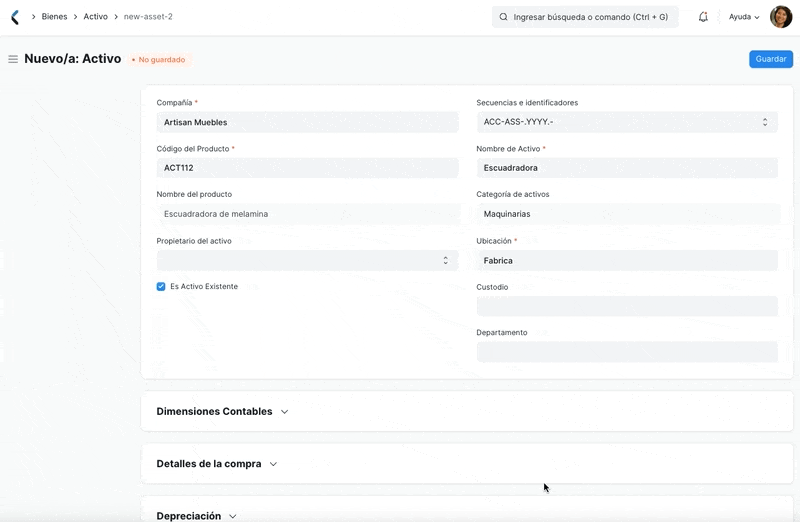 Bienes > Activo > new-asset-2
Ingresar búsqueda o comando (Ctrl + G)
Ayuda
Nuevo/a: Activo
No guardado
Guardar
Compañía *
Artisan Muebles
Secuencias e identificadores
ACC-ASS-.YYYY.-
Código del Producto *
ACT112
Nombre de Activo *
Escuadradora
Nombre del producto
Escuadradora de melamina
Categoría de activos
Maquinarias
Propietario del activo
Ubicación *
Fabrica
Es Activo Existente
Custodio
Departamento
Dimensiones Contables
Detalles de la compra
Depreciación